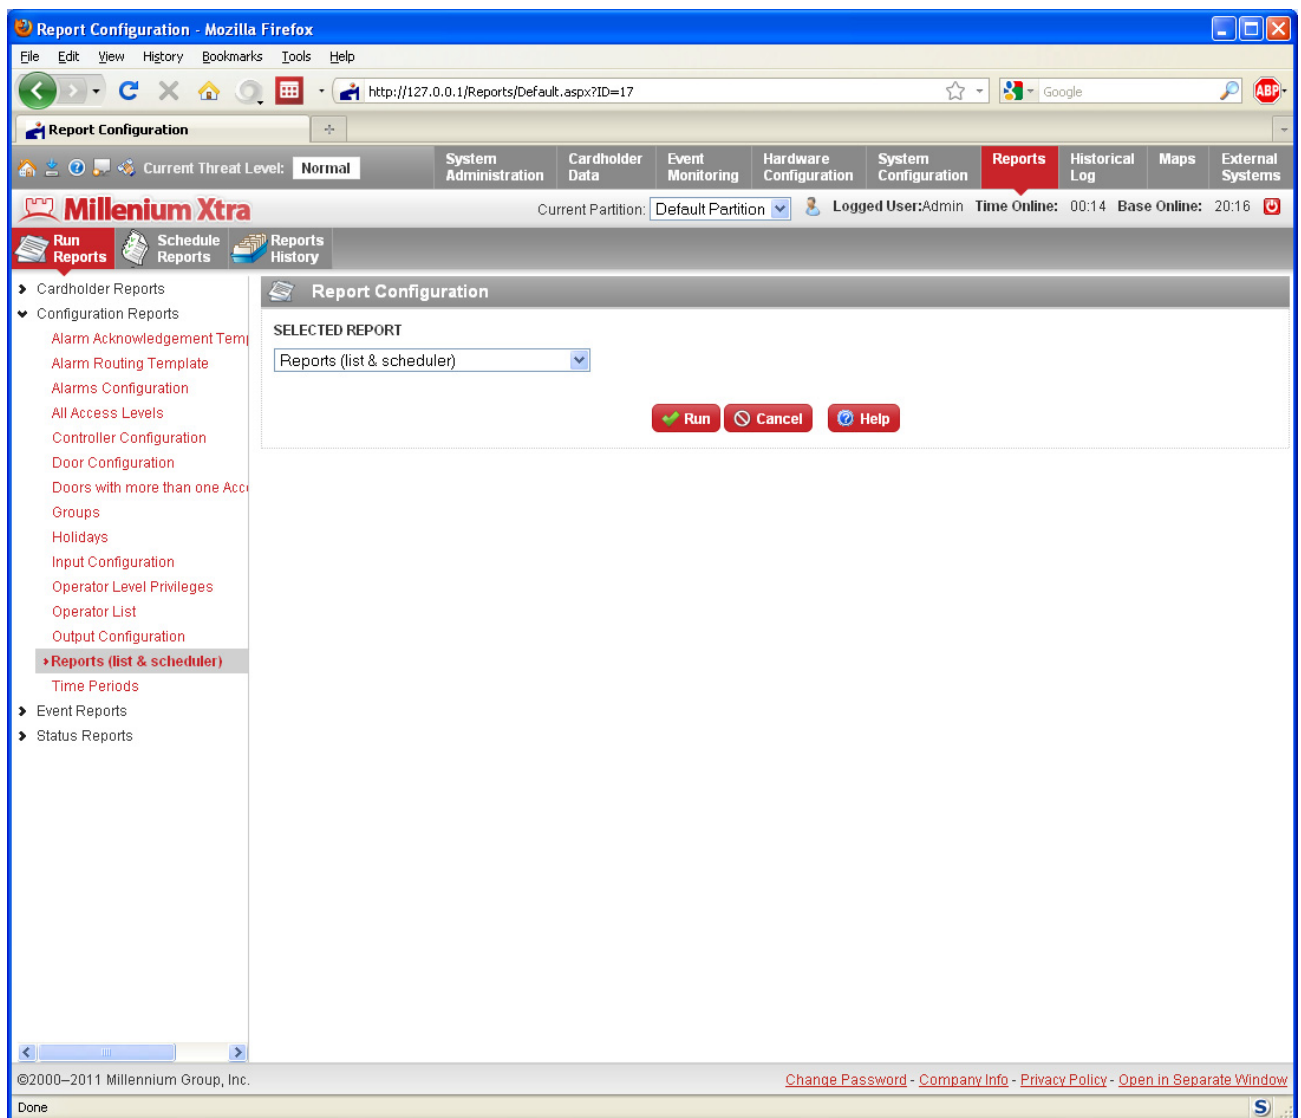 Report Configuration - Mozilla Firefox
File Edit View History Bookmarks Tools Help
http://127.0.0.1/Reports/Default.aspx?ID=17
Google
ABP
Report Configuration
Current Threat Level: Normal
System Administration
Cardholder Data
Event Monitoring
Hardware Configuration
System Configuration
Reports
Historical Log
Maps
External Systems
Millenium Xtra
Current Partition: Default Partition Logged User:Admin Time Online: 00:14 Base Online: 20:16
Run Reports
Schedule Reports
Reports History
Cardholder Reports
Configuration Reports
Alarm Acknowledgement Temp
Alarm Routing Template
Alarms Configuration
All Access Levels
Controller Configuration
Door Configuration
Doors with more than one Acc
Groups
Holidays
Input Configuration
Operator Level Privileges
Operator List
Output Configuration
Reports (list & scheduler)
Time Periods
Event Reports
Status Reports
Report Configuration
SELECTED REPORT
Reports (list & scheduler)
Run Cancel Help
©2000–2011 Millennium Group, Inc.
Change Password - Company Info - Privacy Policy - Open in Separate Window
Done
S